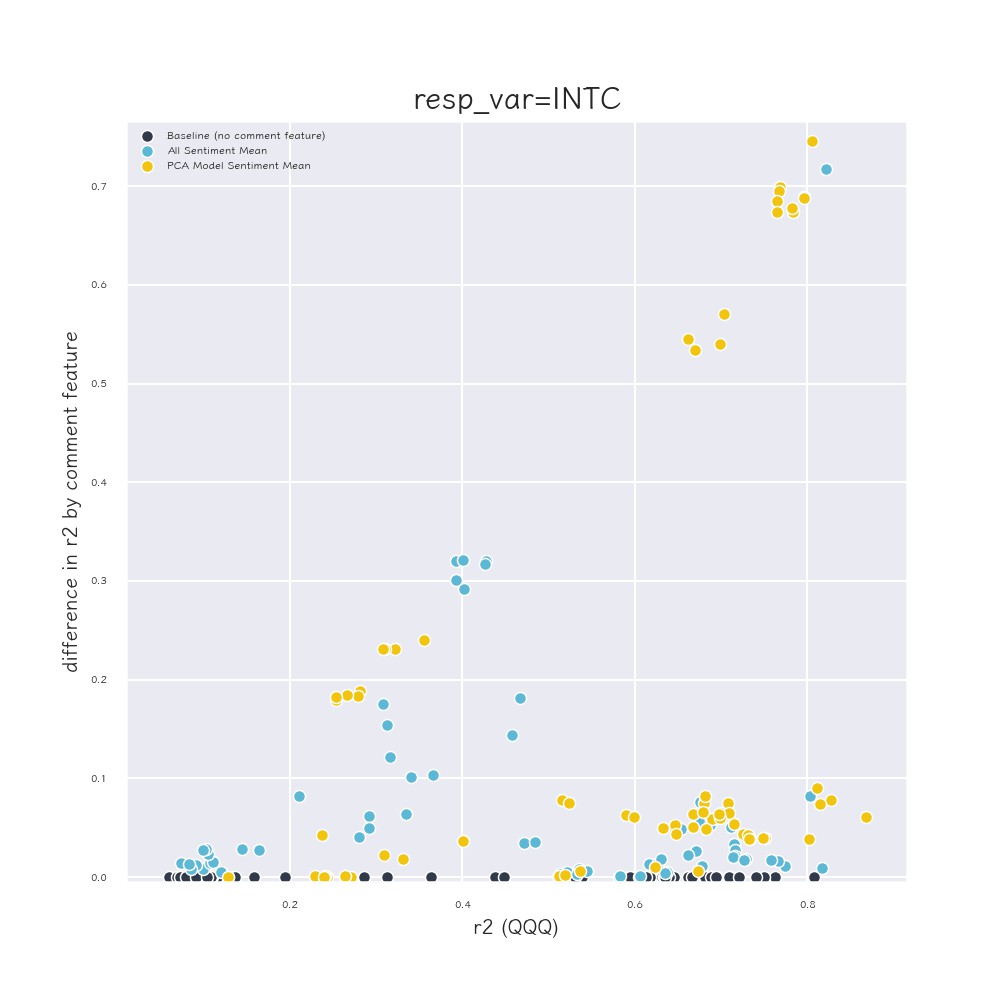 resp_var=INTC
Baseline (no comment feature)
All Sentiment Mean
PCA Model Sentiment Mean
difference in r2 by comment feature
0.7
0.6
0.5
0.4
0.3
0.2
0.1
0.0
0.2 0.4 0.6 0.8
r2 (QQQ)